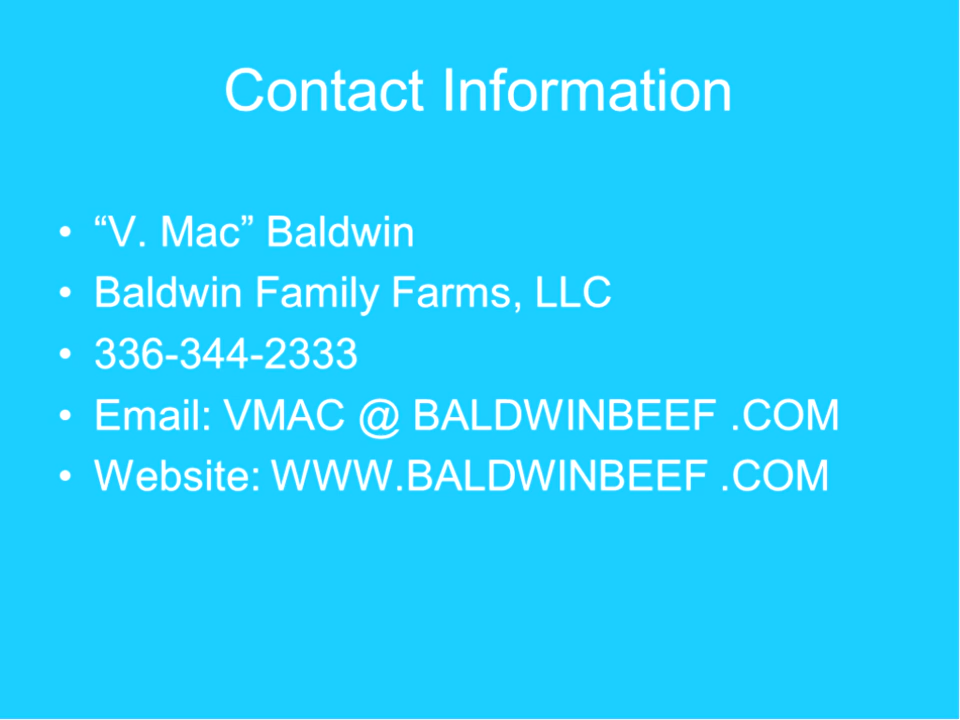 Contact Information
• “V. Mac” Baldwin
• Baldwin Family Farms, LLC
• 336-344-2333
• Email: VMAC @ BALDWINBEEF .COM
• Website: WWW.BALDWINBEEF .COM